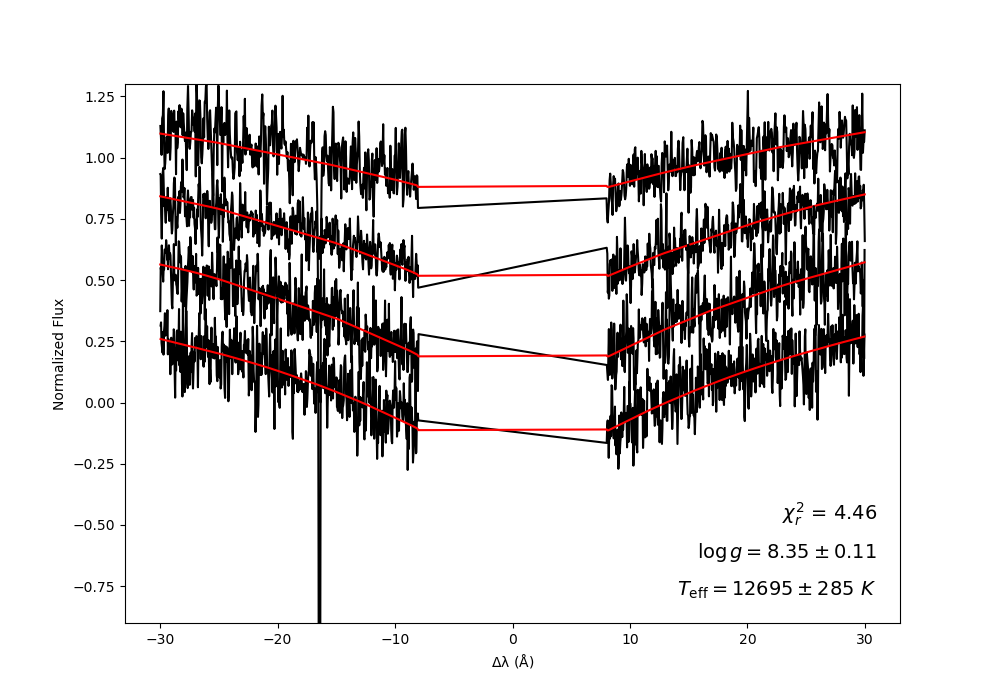 1.25
1.00
0.75
0.50
0.25
0.00
−0.25
−0.50
−0.75
Normalized Flux
χ²ᵣ = 4.46
log g = 8.35 ± 0.11
T_eff = 12695 ± 285 K
−30 −20 −10 0 10 20 30
Δλ (Å)